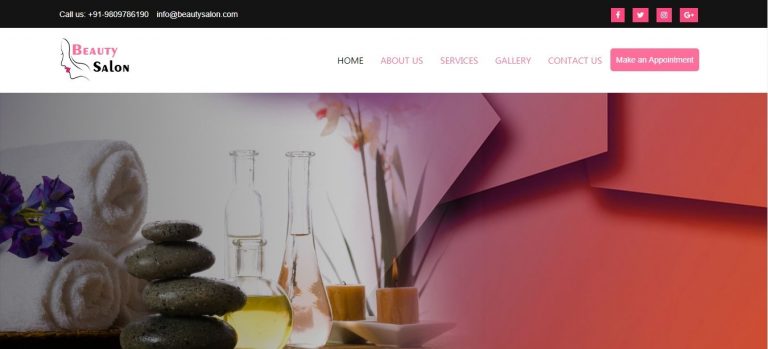 Call us: +91-9809786190 info@beautysalon.com
Beauty
Salon
HOME ABOUT US SERVICES GALLERY CONTACT US Make an Appointment